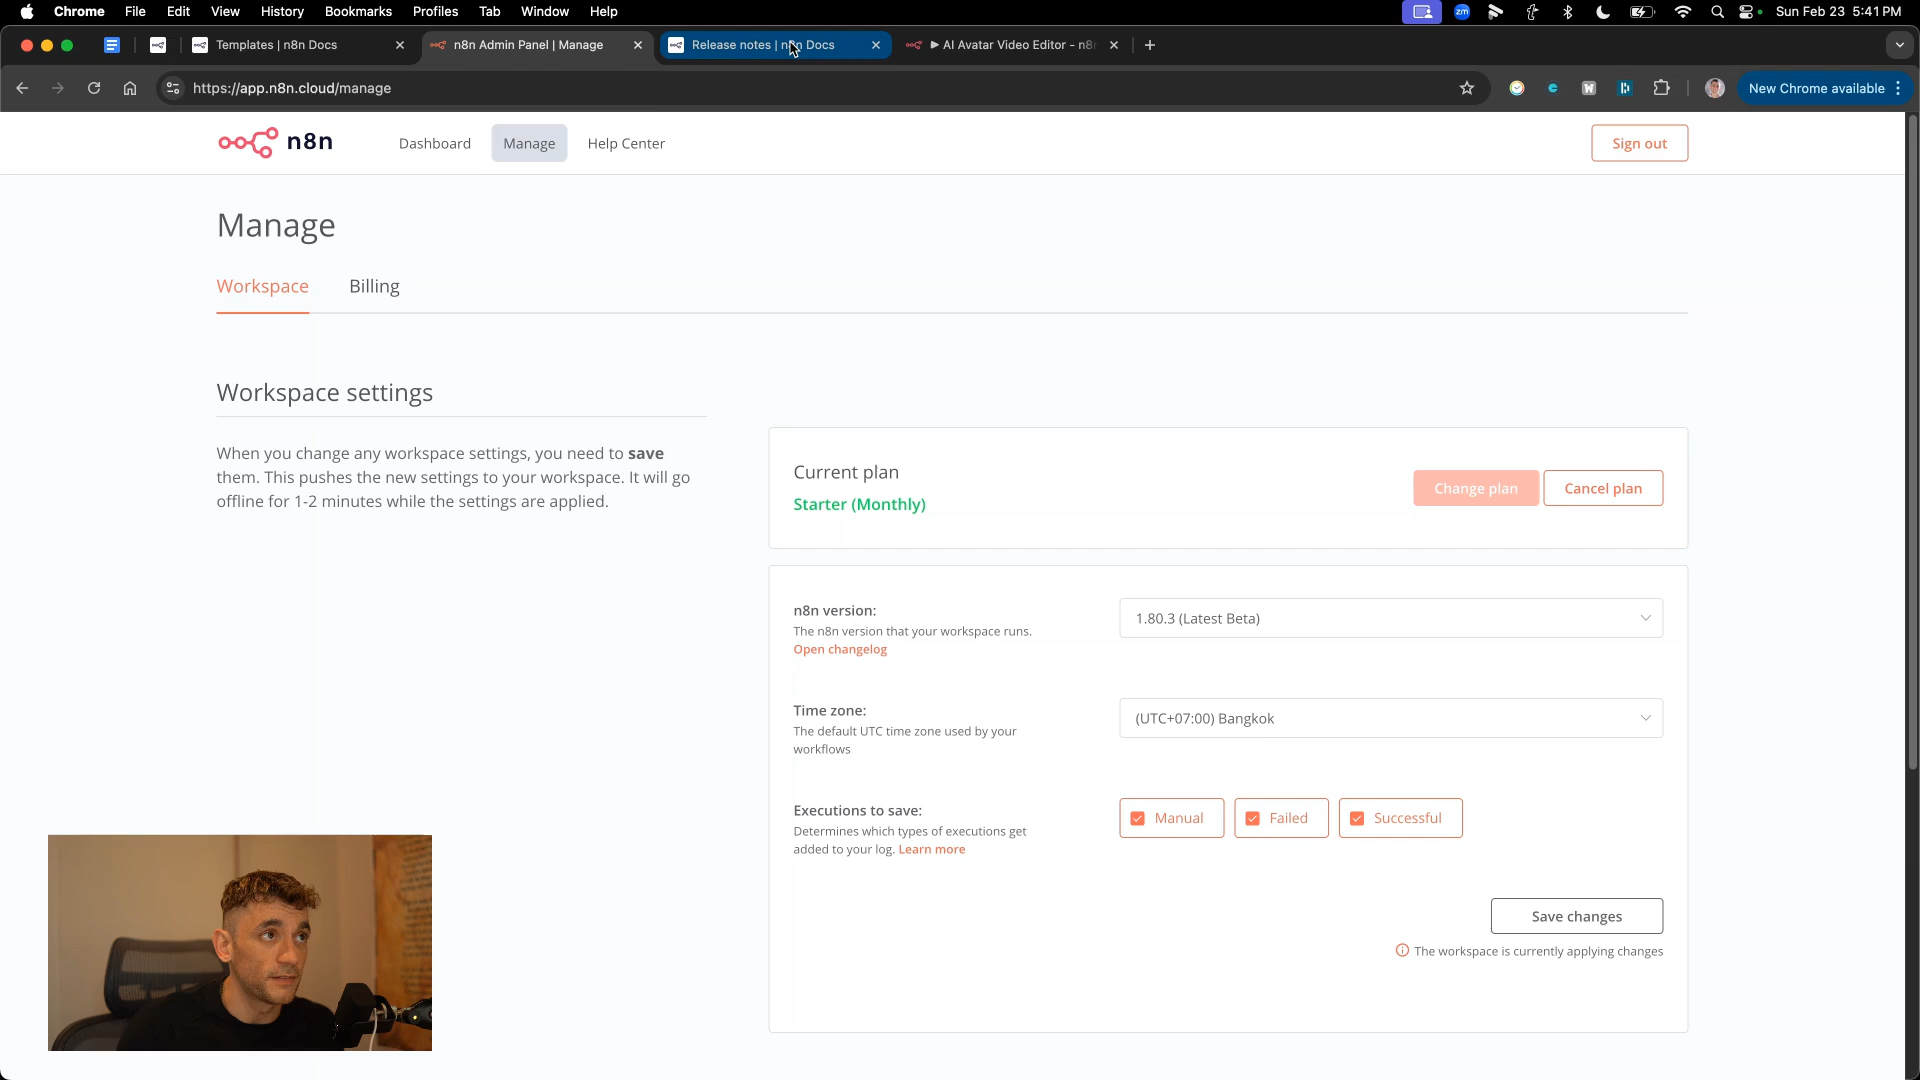 Chrome File Edit View History Bookmarks Profiles Tab Window Help
zm
Sun Feb 23 5:41 PM
Templates | n8n Docs
n8n Admin Panel | Manage
Release notes | n8n Docs
AI Avatar Video Editor - n8n
https://app.n8n.cloud/manage
New Chrome available
n8n
Dashboard Manage Help Center
Sign out
Manage
Workspace Billing
Workspace settings
When you change any workspace settings, you need to save
them. This pushes the new settings to your workspace. It will go
offline for 1-2 minutes while the settings are applied.
Current plan
Starter (Monthly)
Change plan Cancel plan
n8n version:
The n8n version that your workspace runs.
Open changelog
1.80.3 (Latest Beta)
Time zone:
The default UTC time zone used by your
workflows
(UTC+07:00) Bangkok
Executions to save:
Determines which types of executions get
added to your log. Learn more
Manual Failed Successful
Save changes
The workspace is currently applying changes